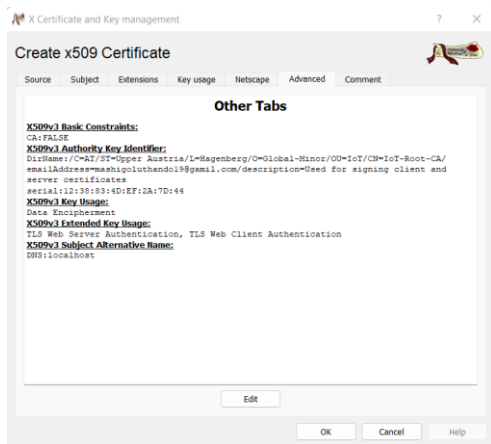 X Certificate and Key management
?
Create x509 Certificate
Source Subject Extensions Key usage Netscape Advanced Comment
Other Tabs
X509v3 Basic Constraints:
CA:FALSE
X509v3 Authority Key Identifier:
DirName:/C=AT/ST=Upper Austria/L=Hagenberg/O=Global-Minor/OU=IoT/CN=IoT-Root-CA/
emailAddress=mashigoluthando19@gamil.com/description=Used for signing client and
server certificates
serial:12:38:83:4D:EF:2A:7D:44
X509v3 Key Usage:
Data Encipherment
X509v3 Extended Key Usage:
TLS Web Server Authentication, TLS Web Client Authentication
X509v3 Subject Alternative Name:
DNS:localhost
Edit
OK Cancel Help